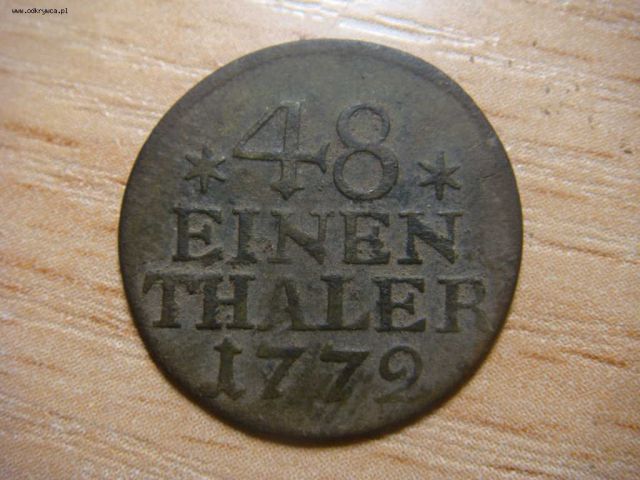 www.odkrywca.pl
* 48 *
EINEN
THALER
1772